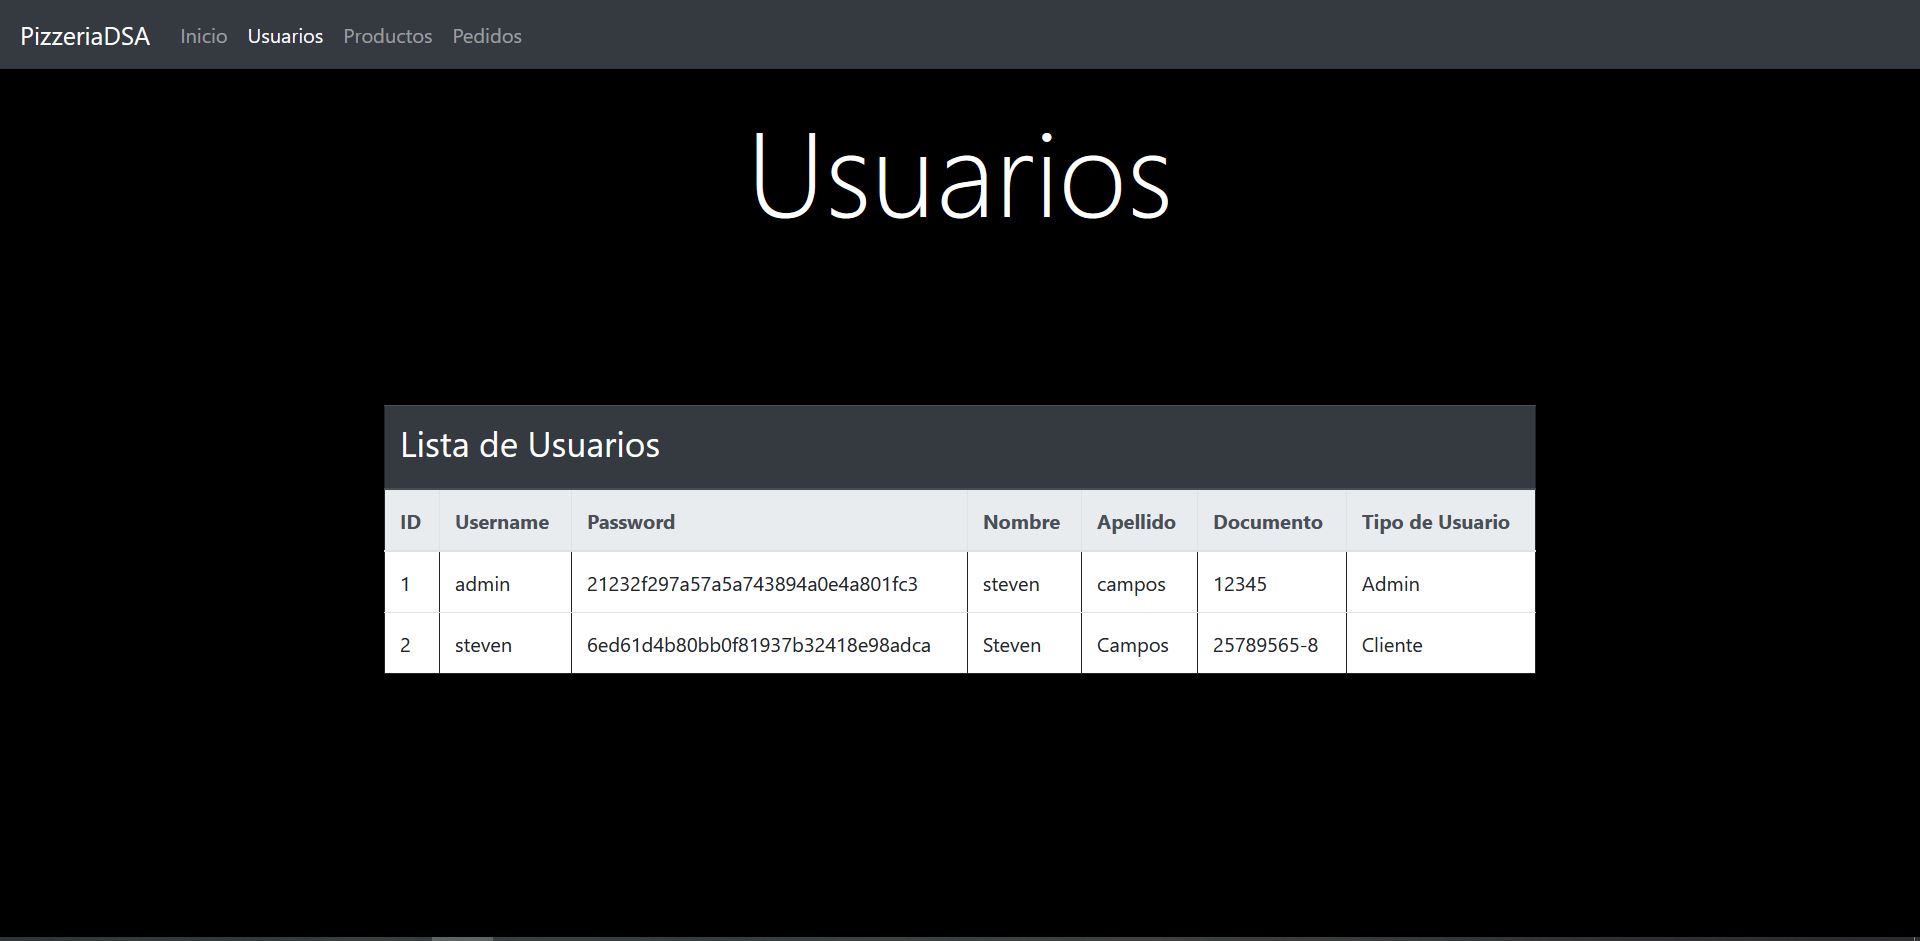 PizzeriaDSA Inicio Usuarios Productos Pedidos
Usuarios
Lista de Usuarios
ID Username Password Nombre Apellido Documento Tipo de Usuario
1 admin 21232f297a57a5a743894a0e4a801fc3 steven campos 12345 Admin
2 steven 6ed61d4b80bb0f81937b32418e98adca Steven Campos 25789565-8 Cliente